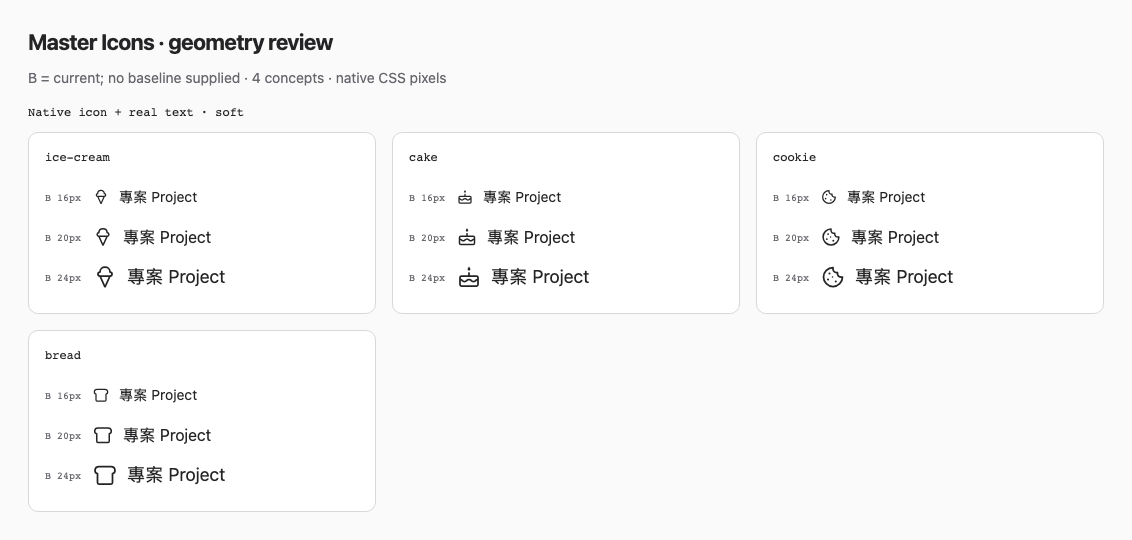 Master Icons · geometry review
B = current; no baseline supplied · 4 concepts · native CSS pixels
Native icon + real text · soft
ice-cream
B 16px 專案 Project
B 20px 專案 Project
B 24px 專案 Project
cake
B 16px 專案 Project
B 20px 專案 Project
B 24px 專案 Project
cookie
B 16px 專案 Project
B 20px 專案 Project
B 24px 專案 Project
bread
B 16px 專案 Project
B 20px 專案 Project
B 24px 專案 Project